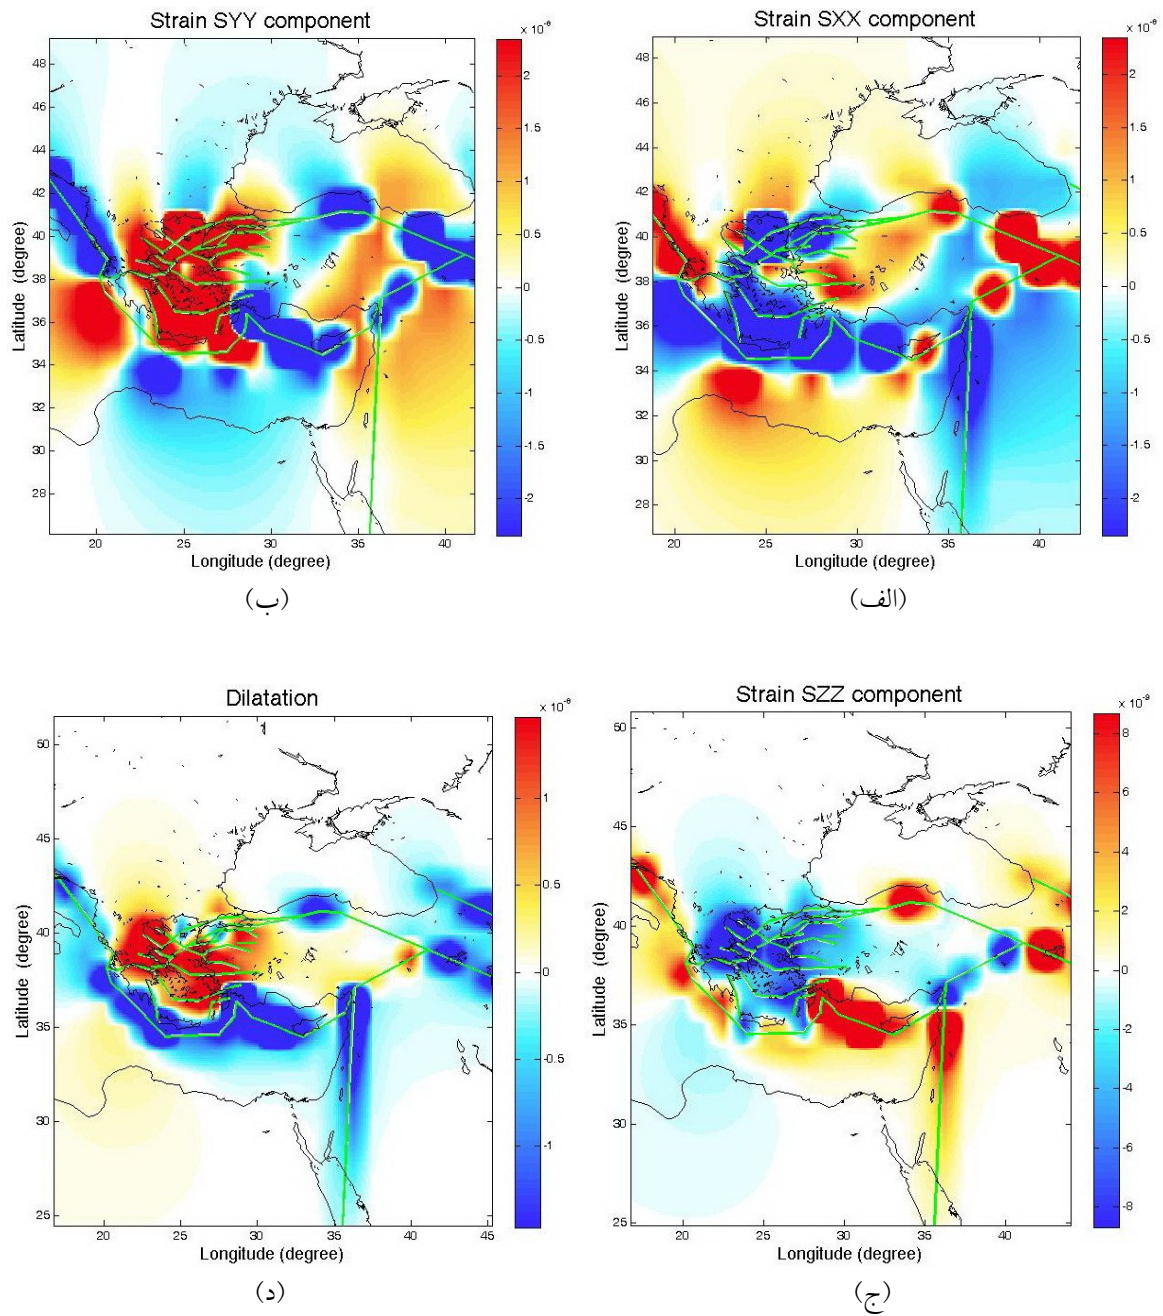 Strain SYY component
x 10⁻⁸
48
46
44
42
40
38
36
34
32
30
28
Latitude (degree)
20 25 30 35 40
Longitude (degree)
2
1.5
1
0.5
0
-0.5
-1
-1.5
-2
(ب)
Strain SXX component
x 10⁻⁸
48
46
44
42
40
38
36
34
32
30
28
Latitude (degree)
20 25 30 35 40
Longitude (degree)
2
1.5
1
0.5
0
-0.5
-1
-1.5
-2
(الف)
Dilatation
x 10⁻⁸
50
45
40
35
30
25
Latitude (degree)
20 25 30 35 40 45
Longitude (degree)
1
0.5
0
-0.5
-1
(د)
Strain SZZ component
x 10⁻⁹
50
45
40
35
30
25
Latitude (degree)
20 25 30 35 40
Longitude (degree)
8
6
4
2
0
-2
-4
-6
-8
(ج)